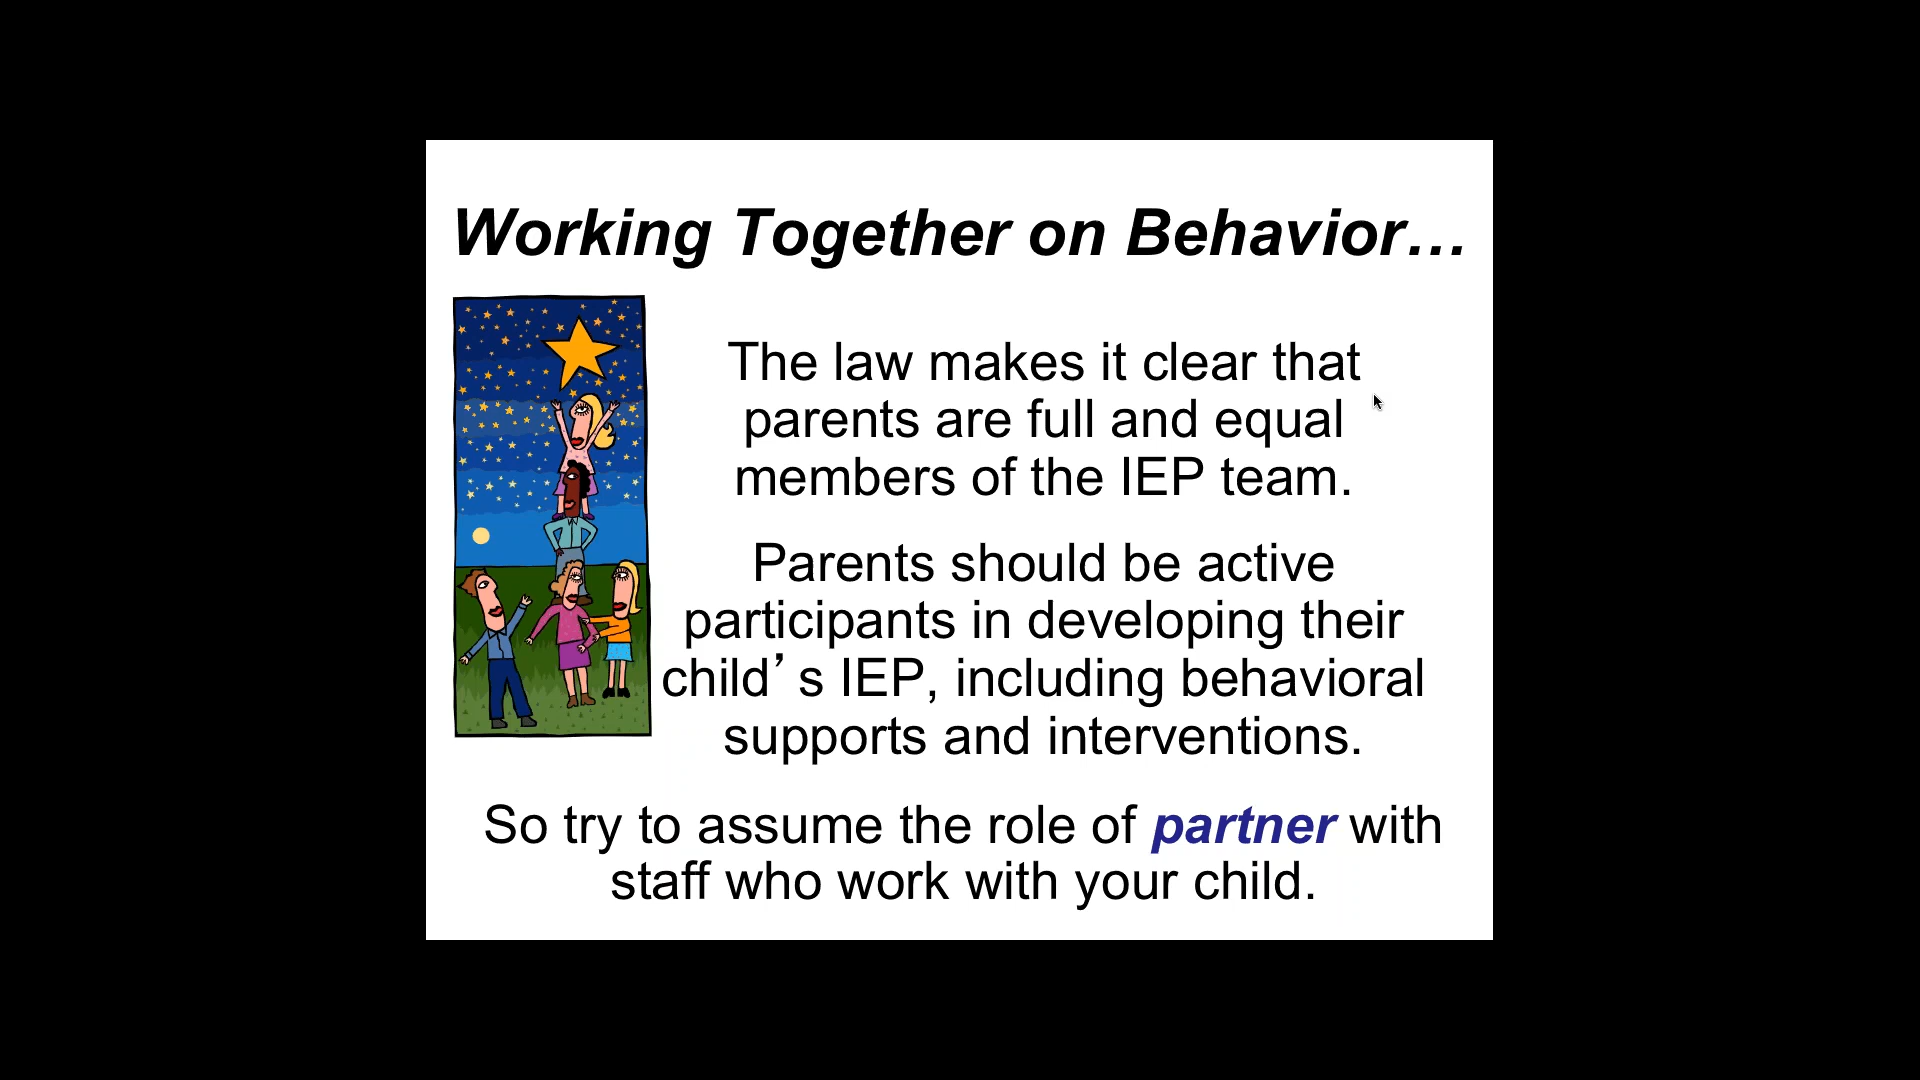 Working Together on Behavior…
The law makes it clear that
parents are full and equal
members of the IEP team.
Parents should be active
participants in developing their
child’s IEP, including behavioral
supports and interventions.
So try to assume the role of partner with
staff who work with your child.